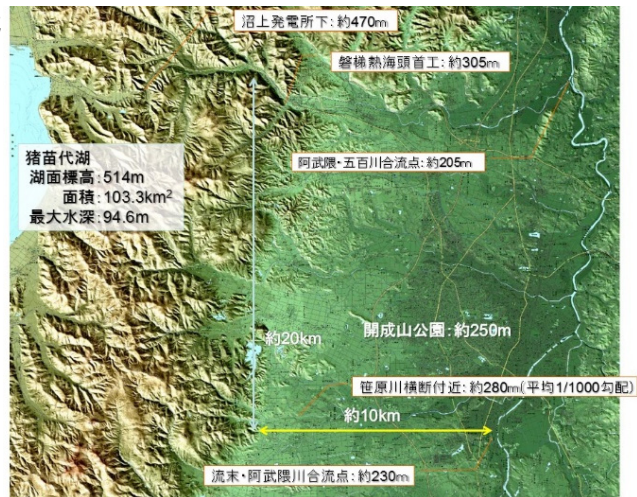 沼上発電所下：約470m
磐梯熱海頭首工：約305m
猪苗代湖
湖面標高：514m
面積：103.3km²
最大水深：94.6m
阿武隈・五百川合流点：約205m
開成山公園：約250m
約20km
笹原川横断付近：約280m（平均1/1000勾配）
約10km
流末・阿武隈川合流点：約230m